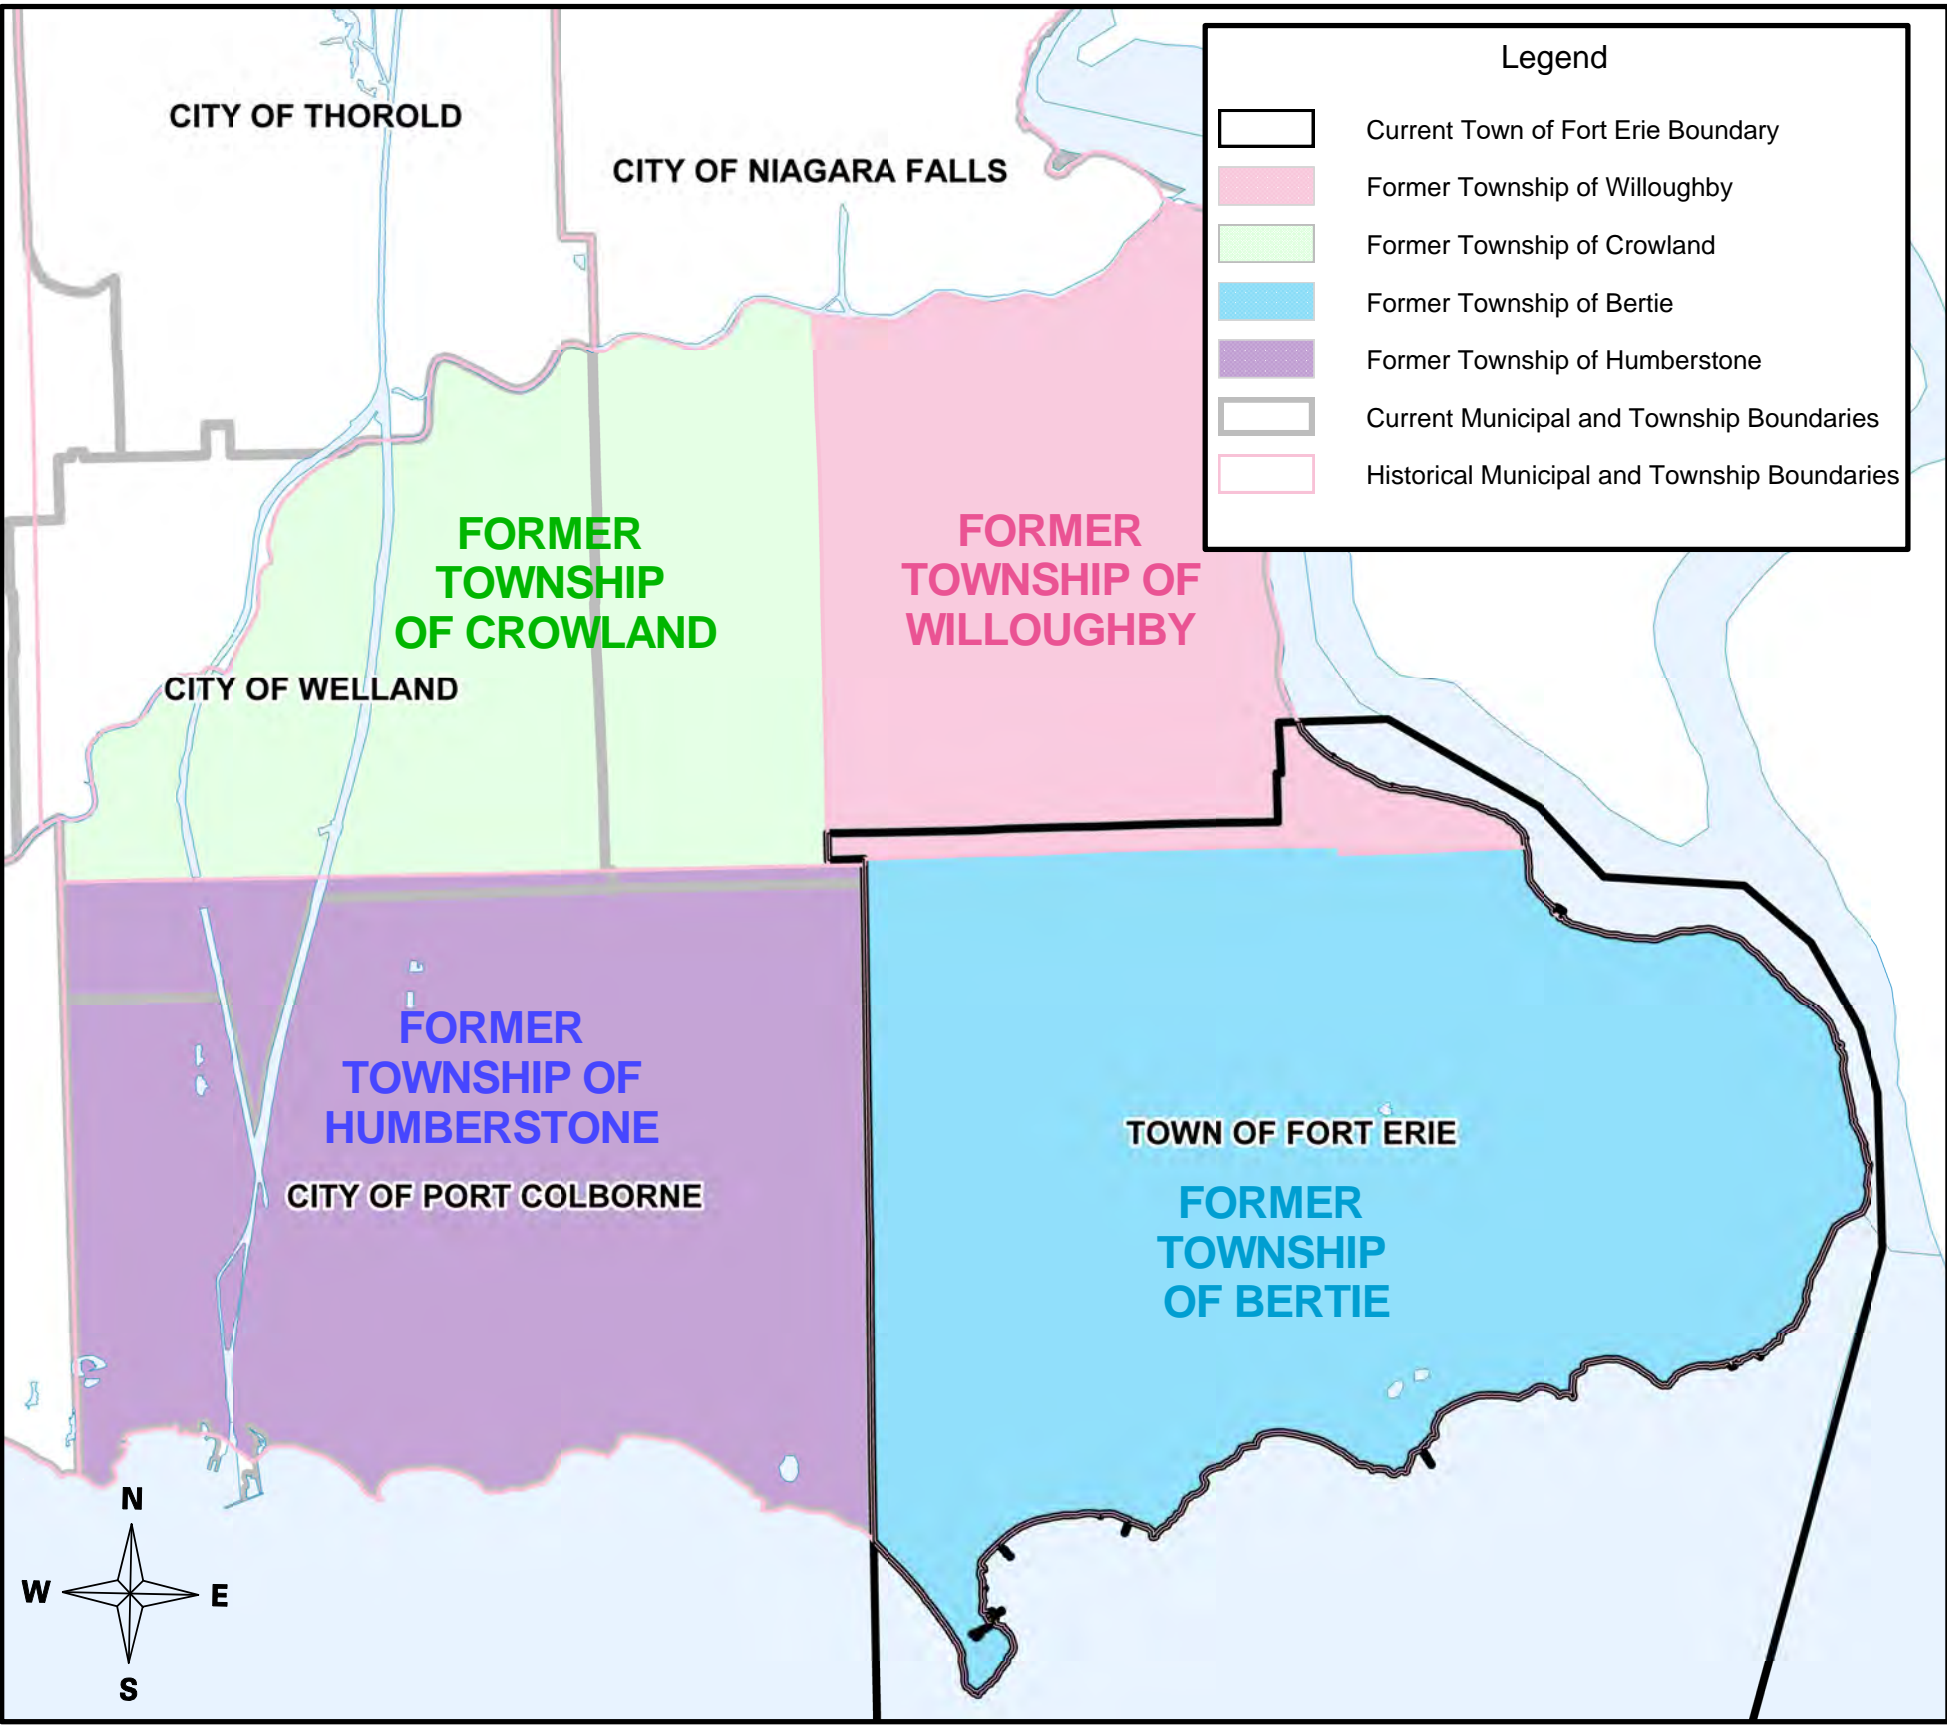 Legend
Current Town of Fort Erie Boundary
Former Township of Willoughby
Former Township of Crowland
Former Township of Bertie
Former Township of Humberstone
Current Municipal and Township Boundaries
Historical Municipal and Township Boundaries
CITY OF THOROLD
CITY OF NIAGARA FALLS
FORMER
TOWNSHIP
OF CROWLAND
FORMER
TOWNSHIP OF
WILLOUGHBY
CITY OF WELLAND
FORMER
TOWNSHIP OF
HUMBERSTONE
CITY OF PORT COLBORNE
TOWN OF FORT ERIE
FORMER
TOWNSHIP
OF BERTIE
N
W
E
S